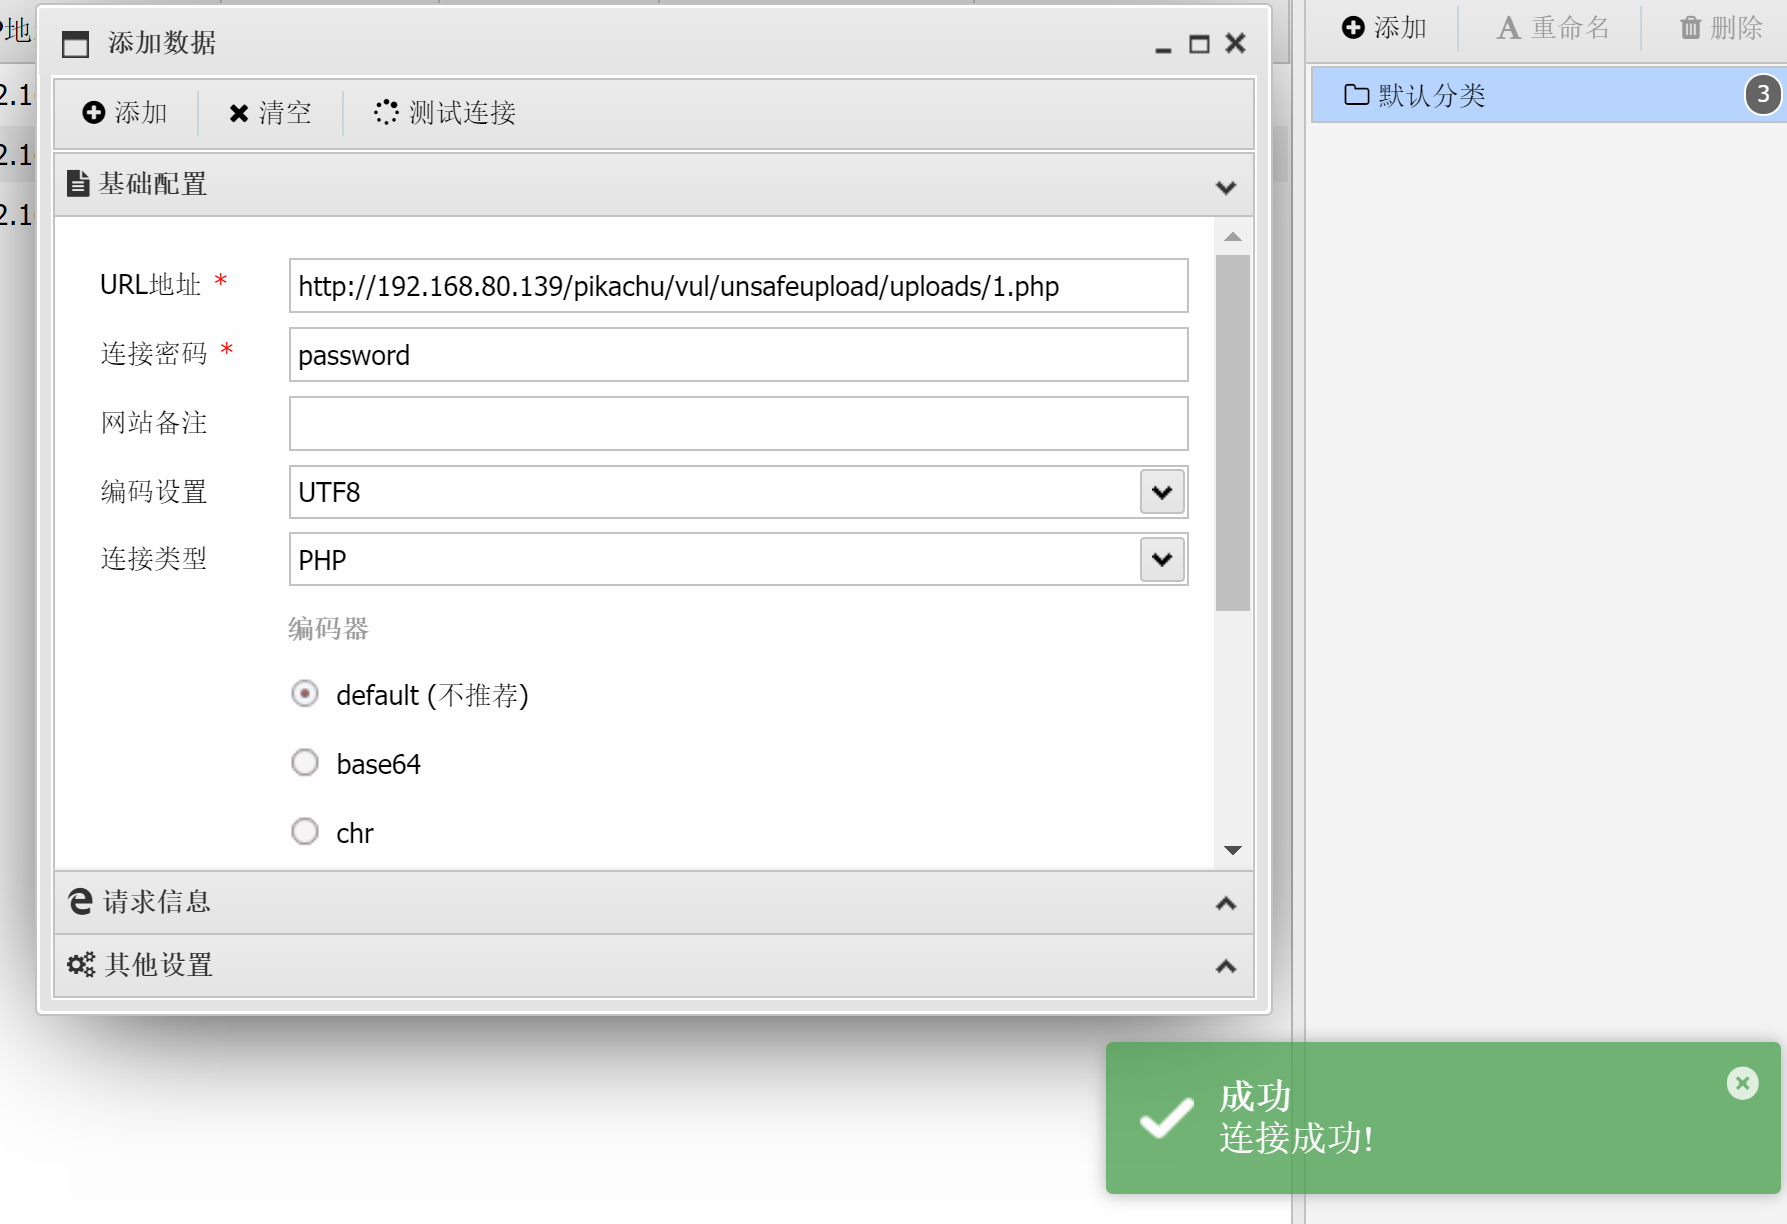 添加数据
添加 清空 测试连接
基础配置
URL地址 * http://192.168.80.139/pikachu/vul/unsafeupload/uploads/1.php
连接密码 * password
网站备注
编码设置 UTF8
连接类型 PHP
编码器
default (不推荐)
base64
chr
请求信息
其他设置
添加 重命名 删除
默认分类 3
成功
连接成功!